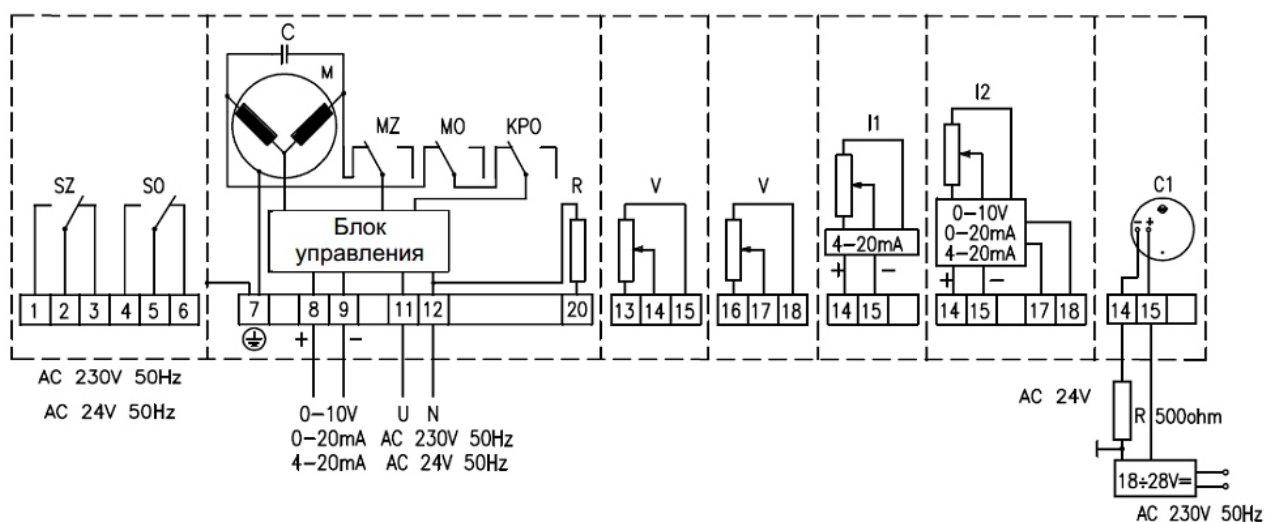 C
M
MZ
MO
KPO
R
SZ
SO
V
V
I1
I2
C1
Блок
управления
4-20mA
0-10V
0-20mA
4-20mA
+ -
+ -
- +
1 2 3 4 5 6
7 8 9 11 12 20
13 14 15
16 17 18
14 15
14 15 17 18
14 15
+ -
AC 230V 50Hz
AC 24V 50Hz
0-10V U N
0-20mA AC 230V 50Hz
4-20mA AC 24V 50Hz
AC 24V
R 500ohm
18÷28V=
AC 230V 50Hz